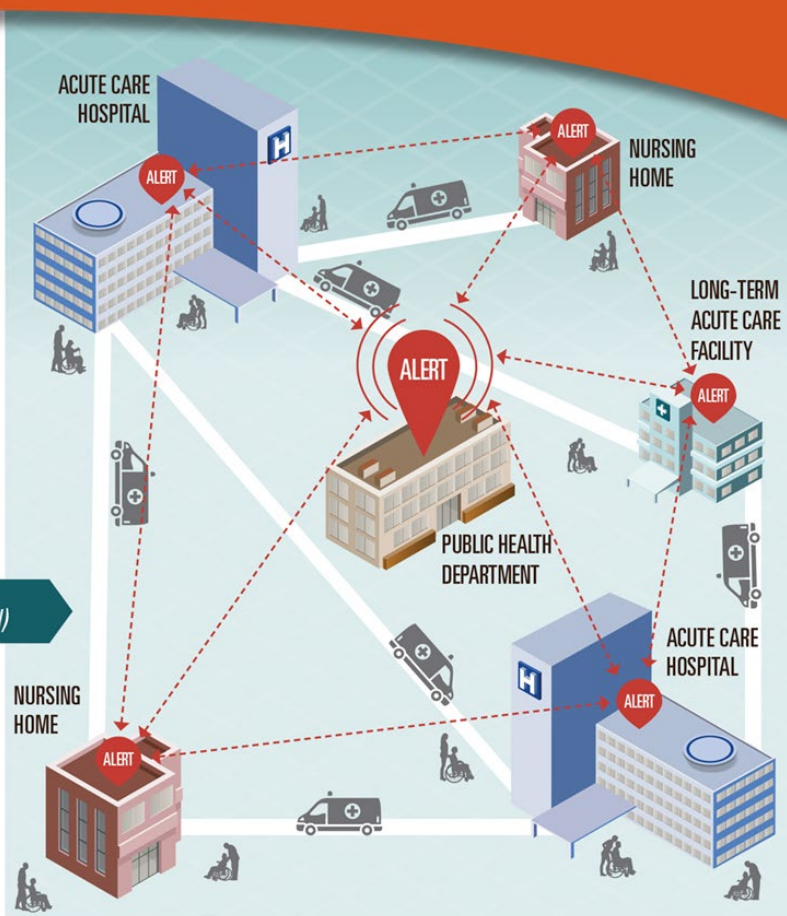 ACUTE CARE
HOSPITAL
H
ALERT
ALERT
NURSING
HOME
LONG-TERM
ACUTE CARE
FACILITY
ALERT
ALERT
PUBLIC HEALTH
DEPARTMENT
ACUTE CARE
HOSPITAL
H
ALERT
NURSING
HOME
ALERT